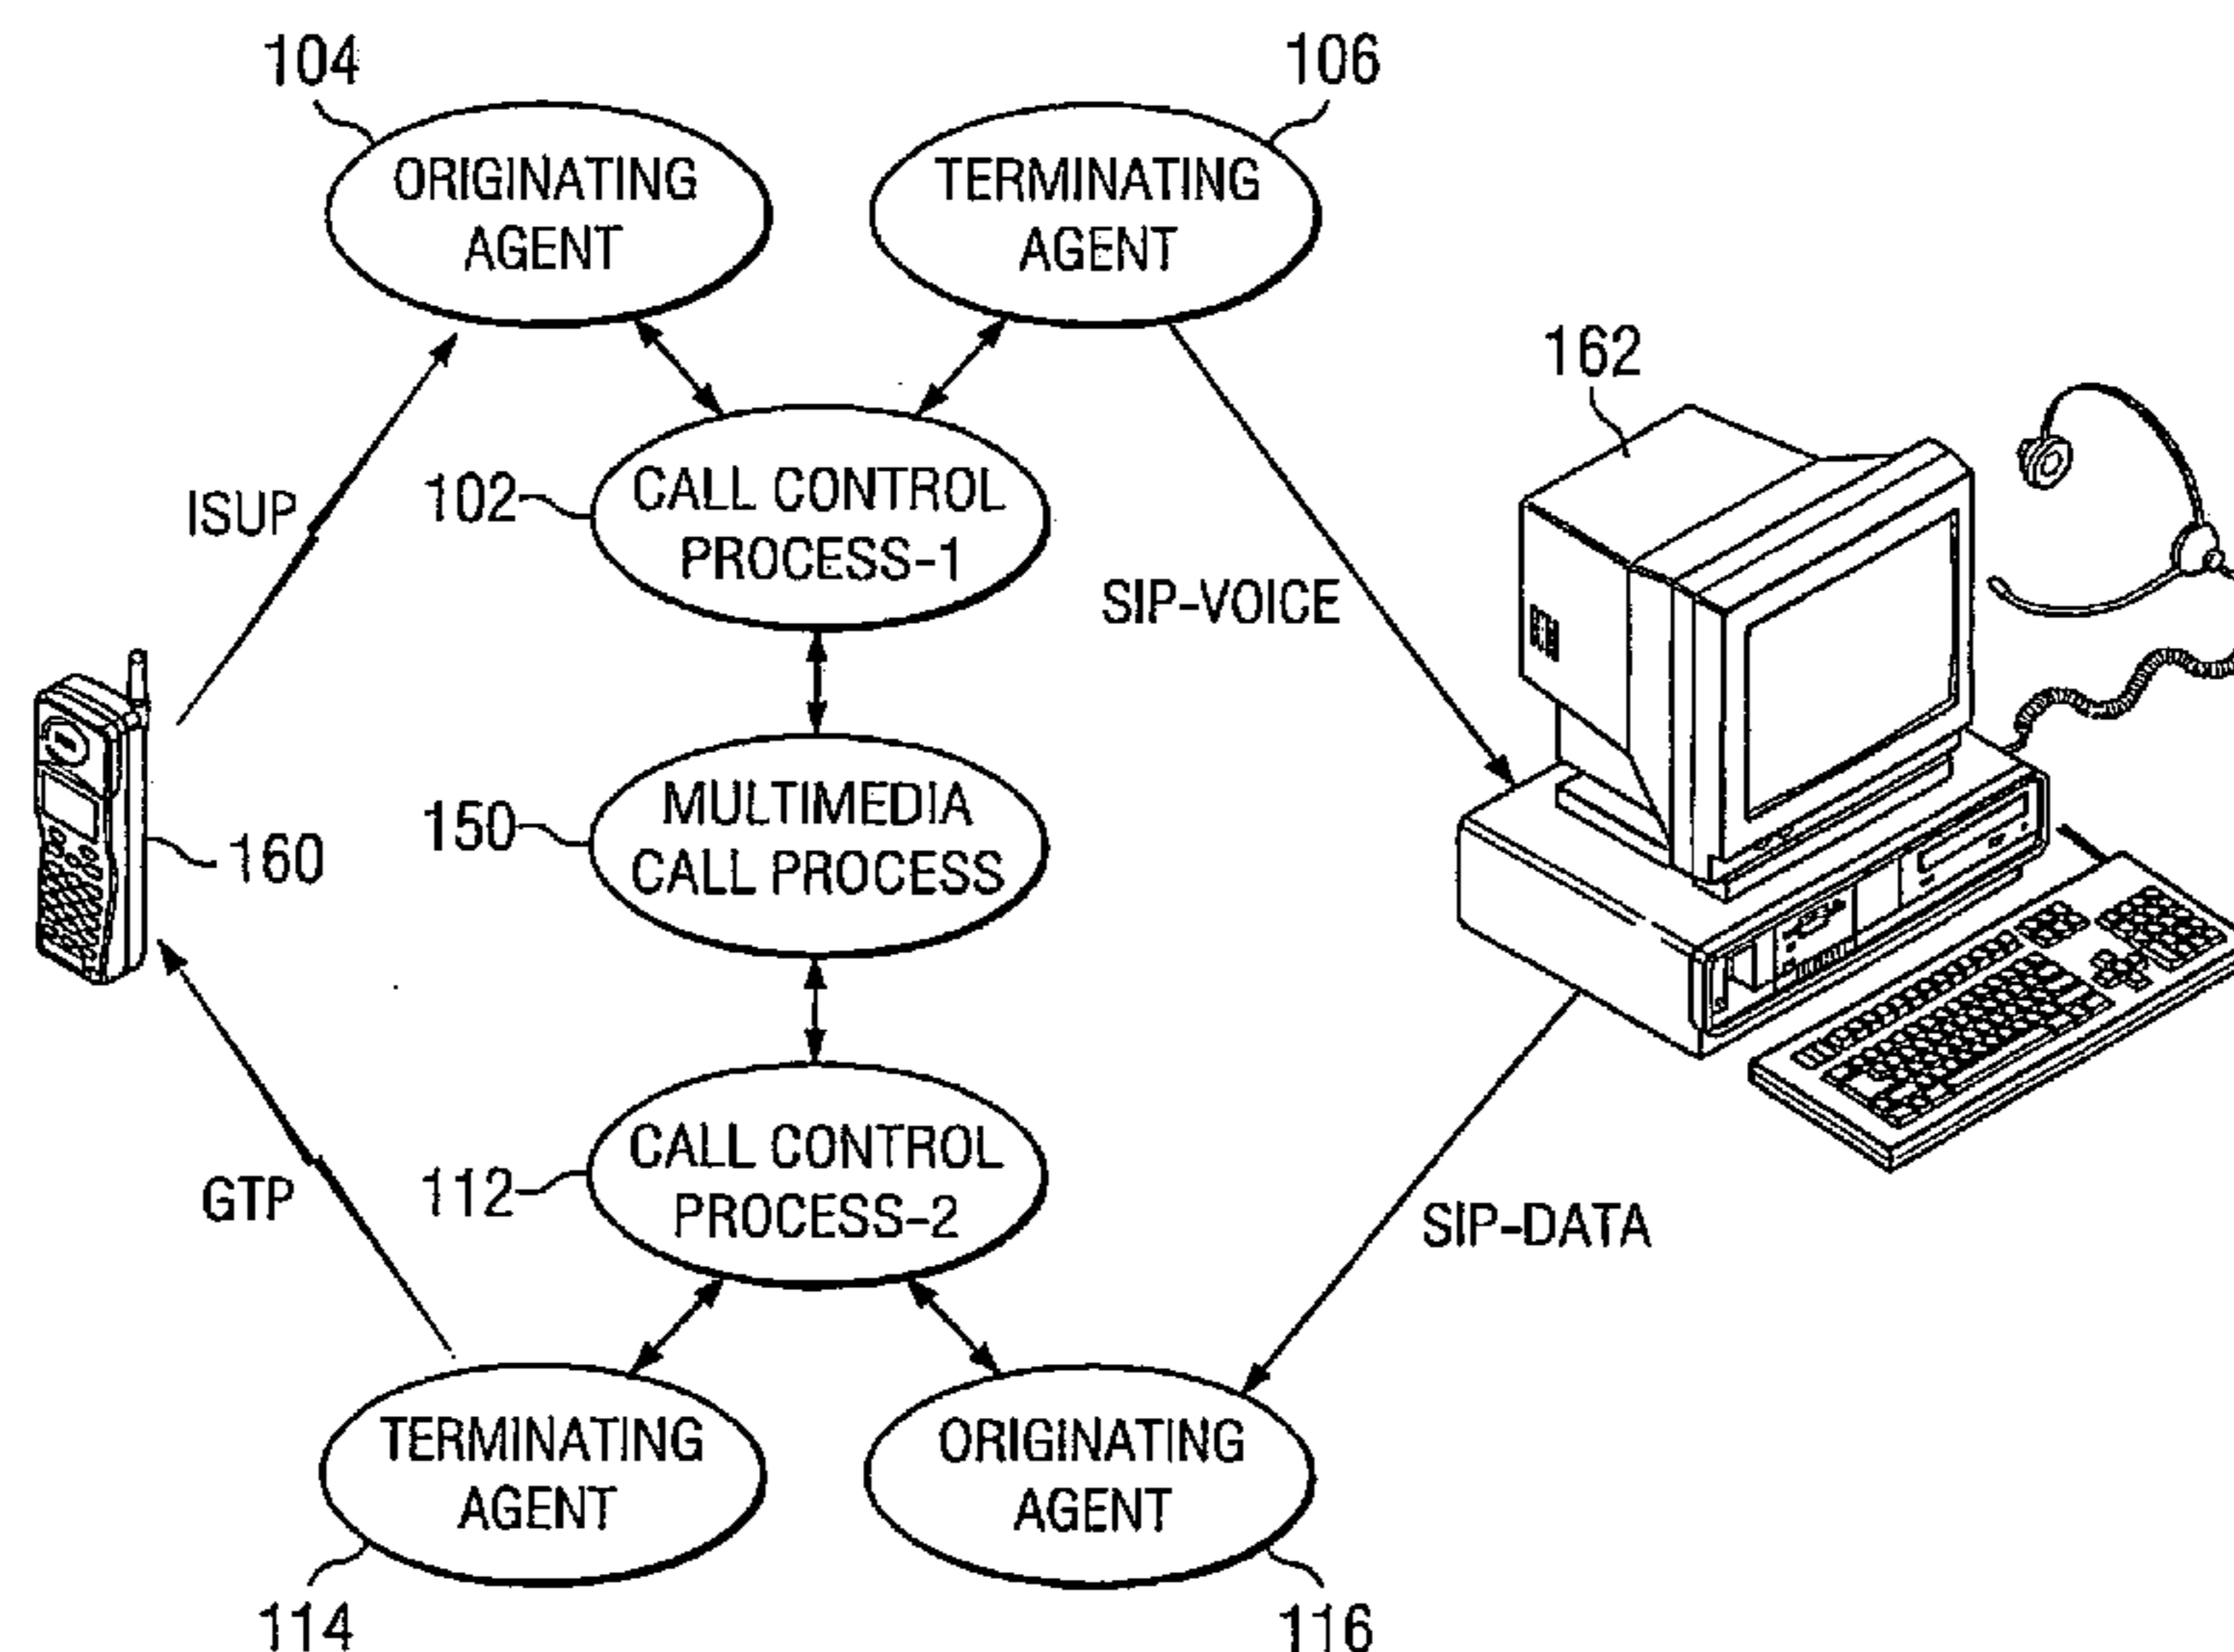 104
106
ORIGINATING
AGENT
TERMINATING
AGENT
162
102
CALL CONTROL
PROCESS-1
ISUP
SIP-VOICE
150
MULTIMEDIA
CALL PROCESS
160
112
CALL CONTROL
PROCESS-2
GTP
SIP-DATA
TERMINATING
AGENT
ORIGINATING
AGENT
114
116